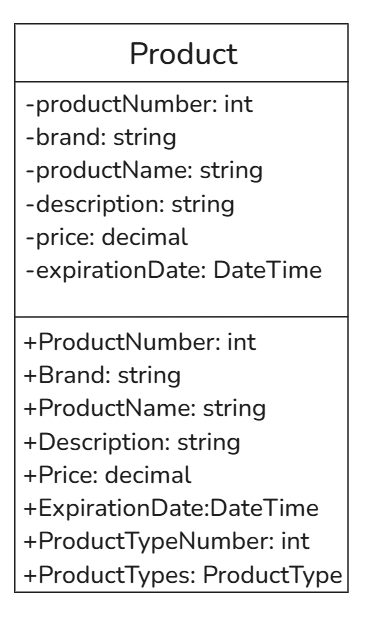 Product
-productNumber: int
-brand: string
-productName: string
-description: string
-price: decimal
-expirationDate: DateTime
+ProductNumber: int
+Brand: string
+ProductName: string
+Description: string
+Price: decimal
+ExpirationDate:DateTime
+ProductTypeNumber: int
+ProductTypes: ProductType